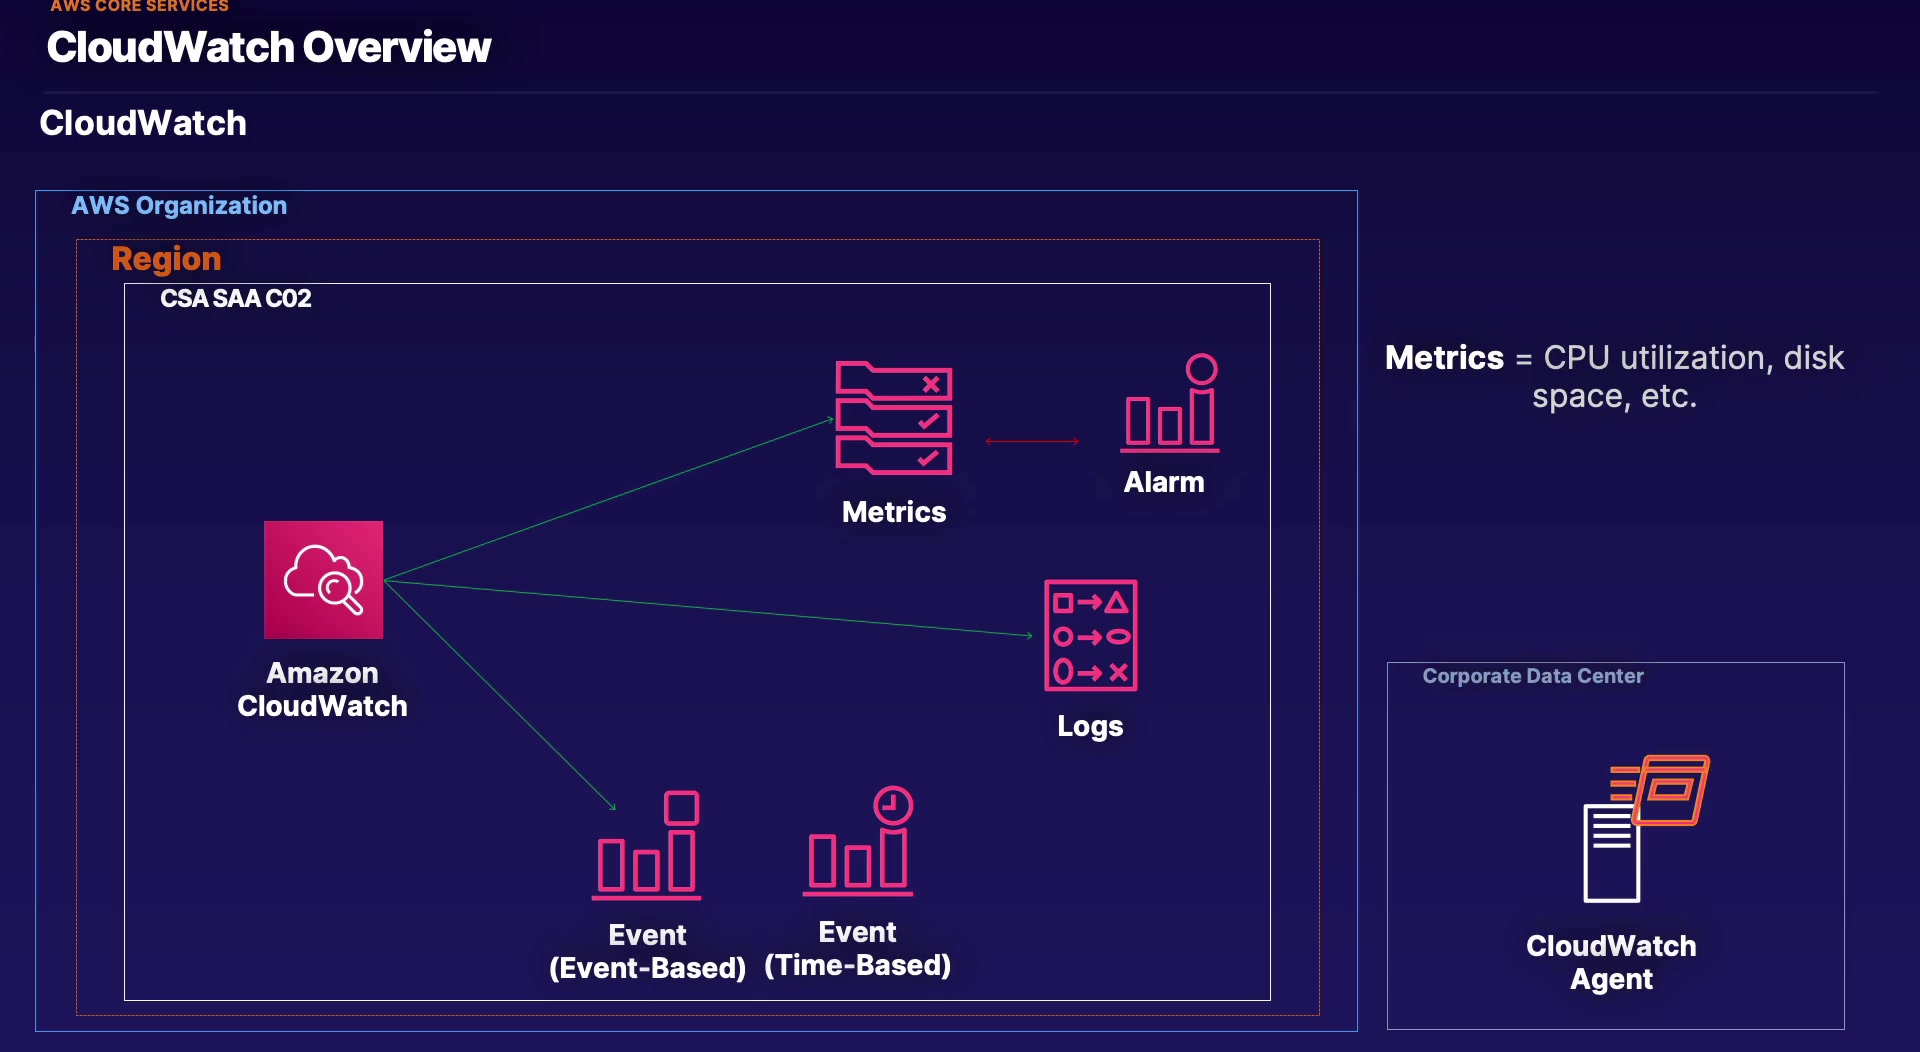 AWS CORE SERVICES
CloudWatch Overview
CloudWatch
AWS Organization
Region
CSA SAA C02
Metrics = CPU utilization, disk
space, etc.
Metrics
Alarm
Amazon
CloudWatch
Logs
Event
(Event-Based)
Event
(Time-Based)
Corporate Data Center
CloudWatch
Agent